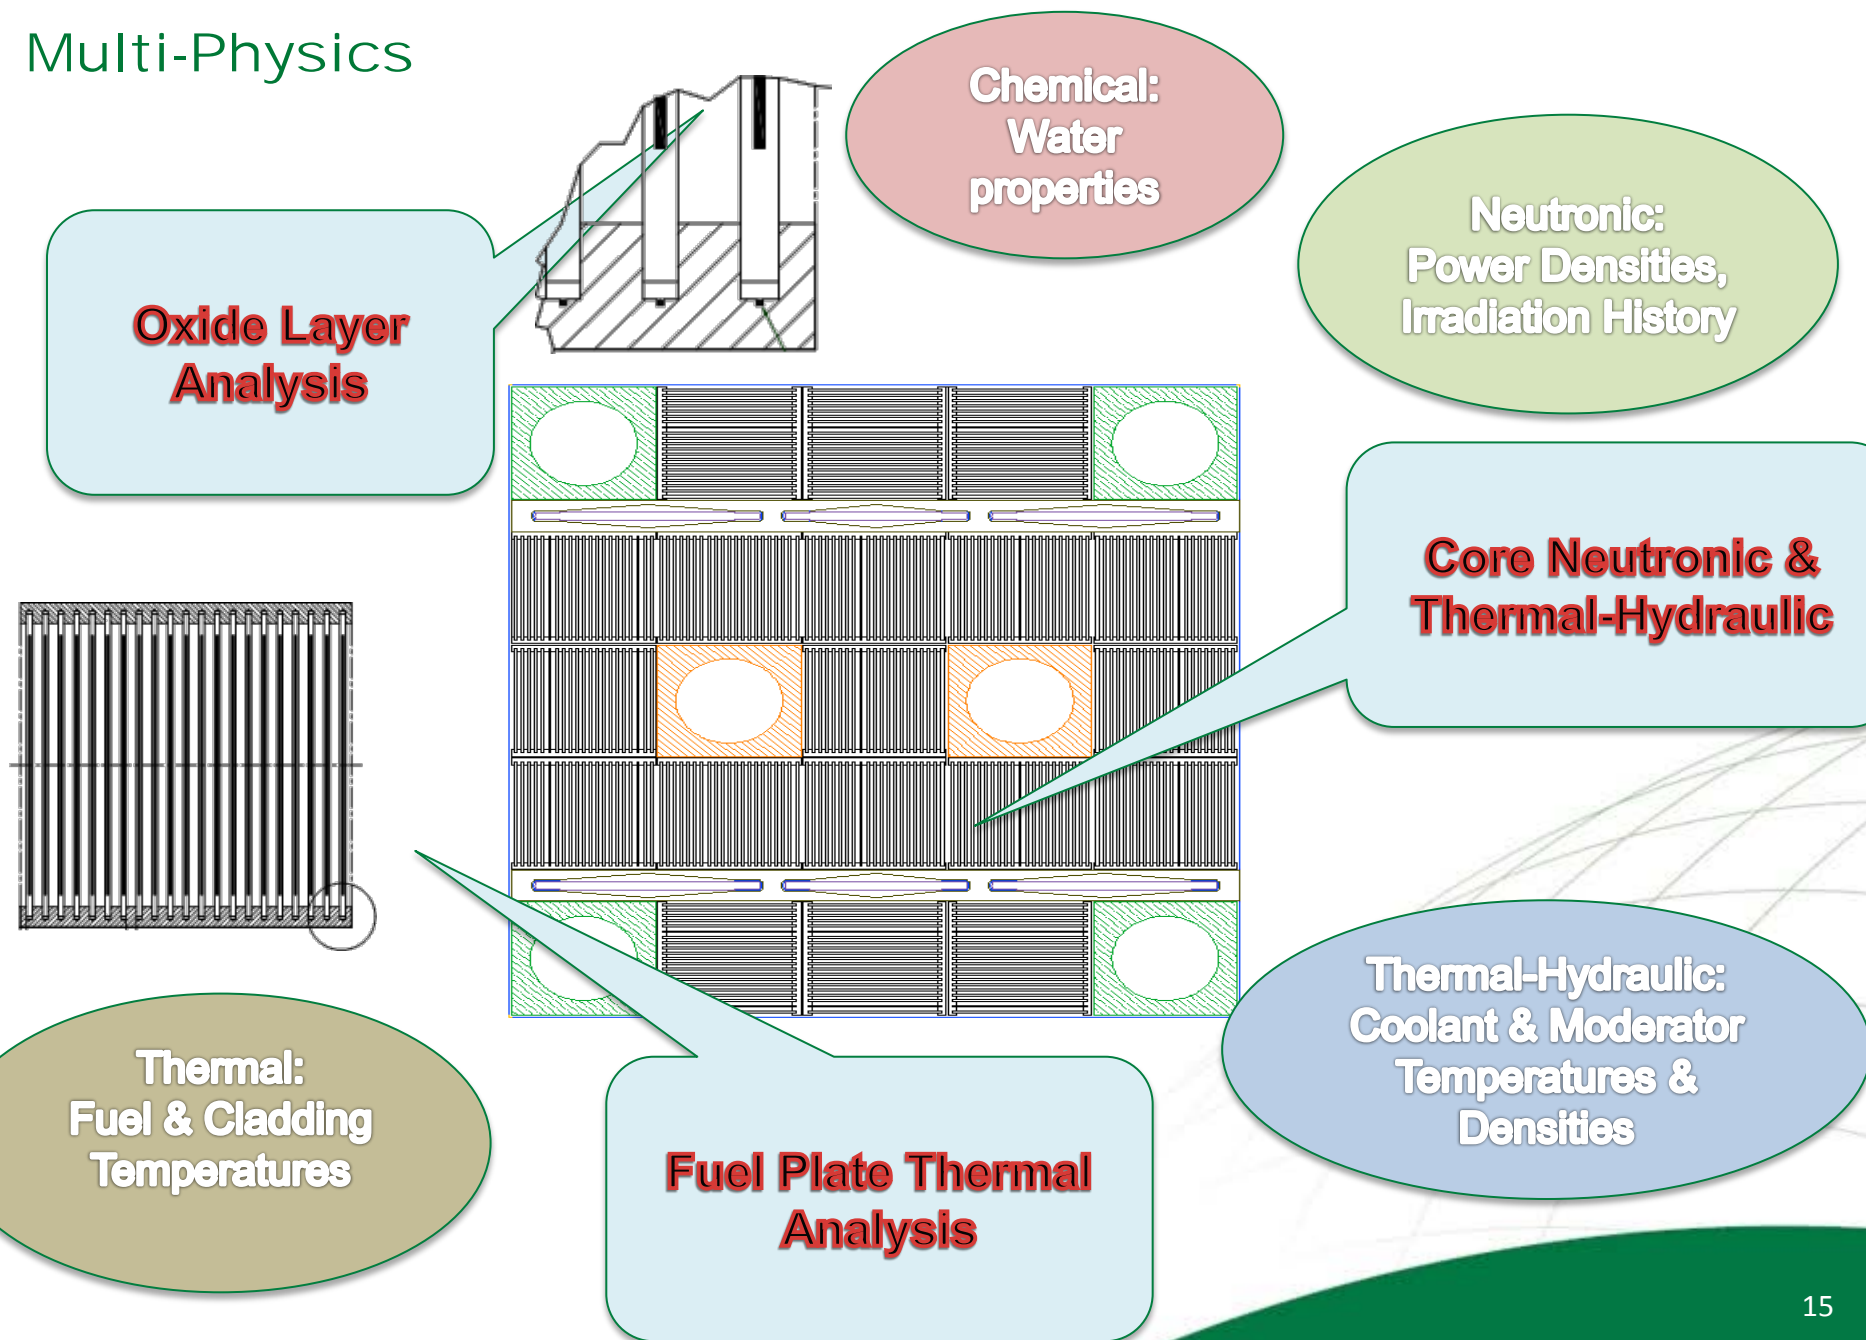 Multi-Physics
Chemical:
Water
properties
Neutronic:
Power Densities,
Irradiation History
Oxide Layer
Analysis
Core Neutronic &
Thermal-Hydraulic
Thermal-Hydraulic:
Coolant & Moderator
Temperatures &
Densities
Thermal:
Fuel & Cladding
Temperatures
Fuel Plate Thermal
Analysis
15